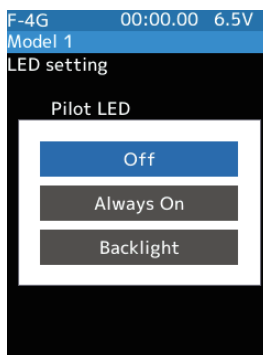 F-4G 00:00.00 6.5V
Model 1
LED setting
Pilot LED
Off
Always On
Backlight